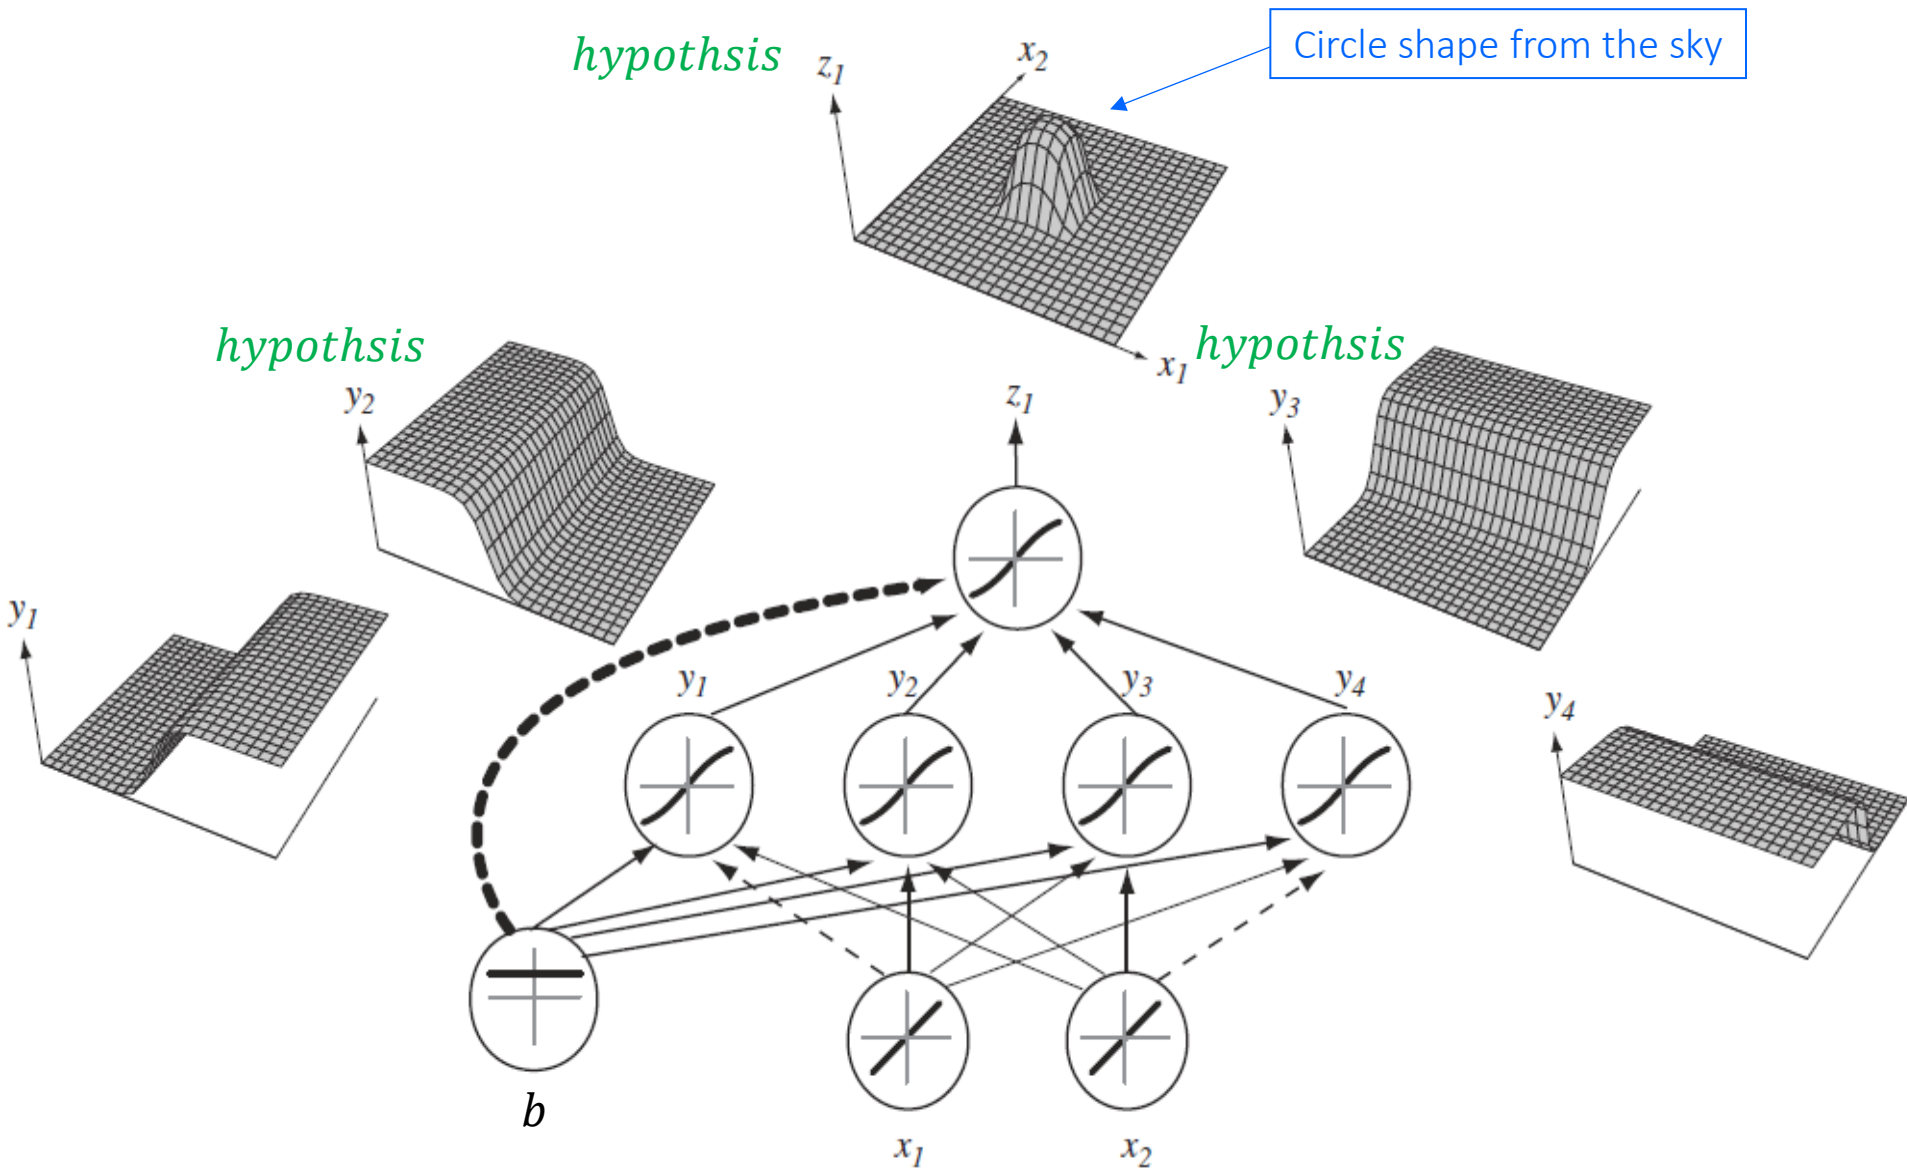 hypothsis
z1
x2
Circle shape from the sky
x1
hypothsis
y2
hypothsis
y3
z1
y1
y4
y1
y2
y3
y4
b
x1
x2